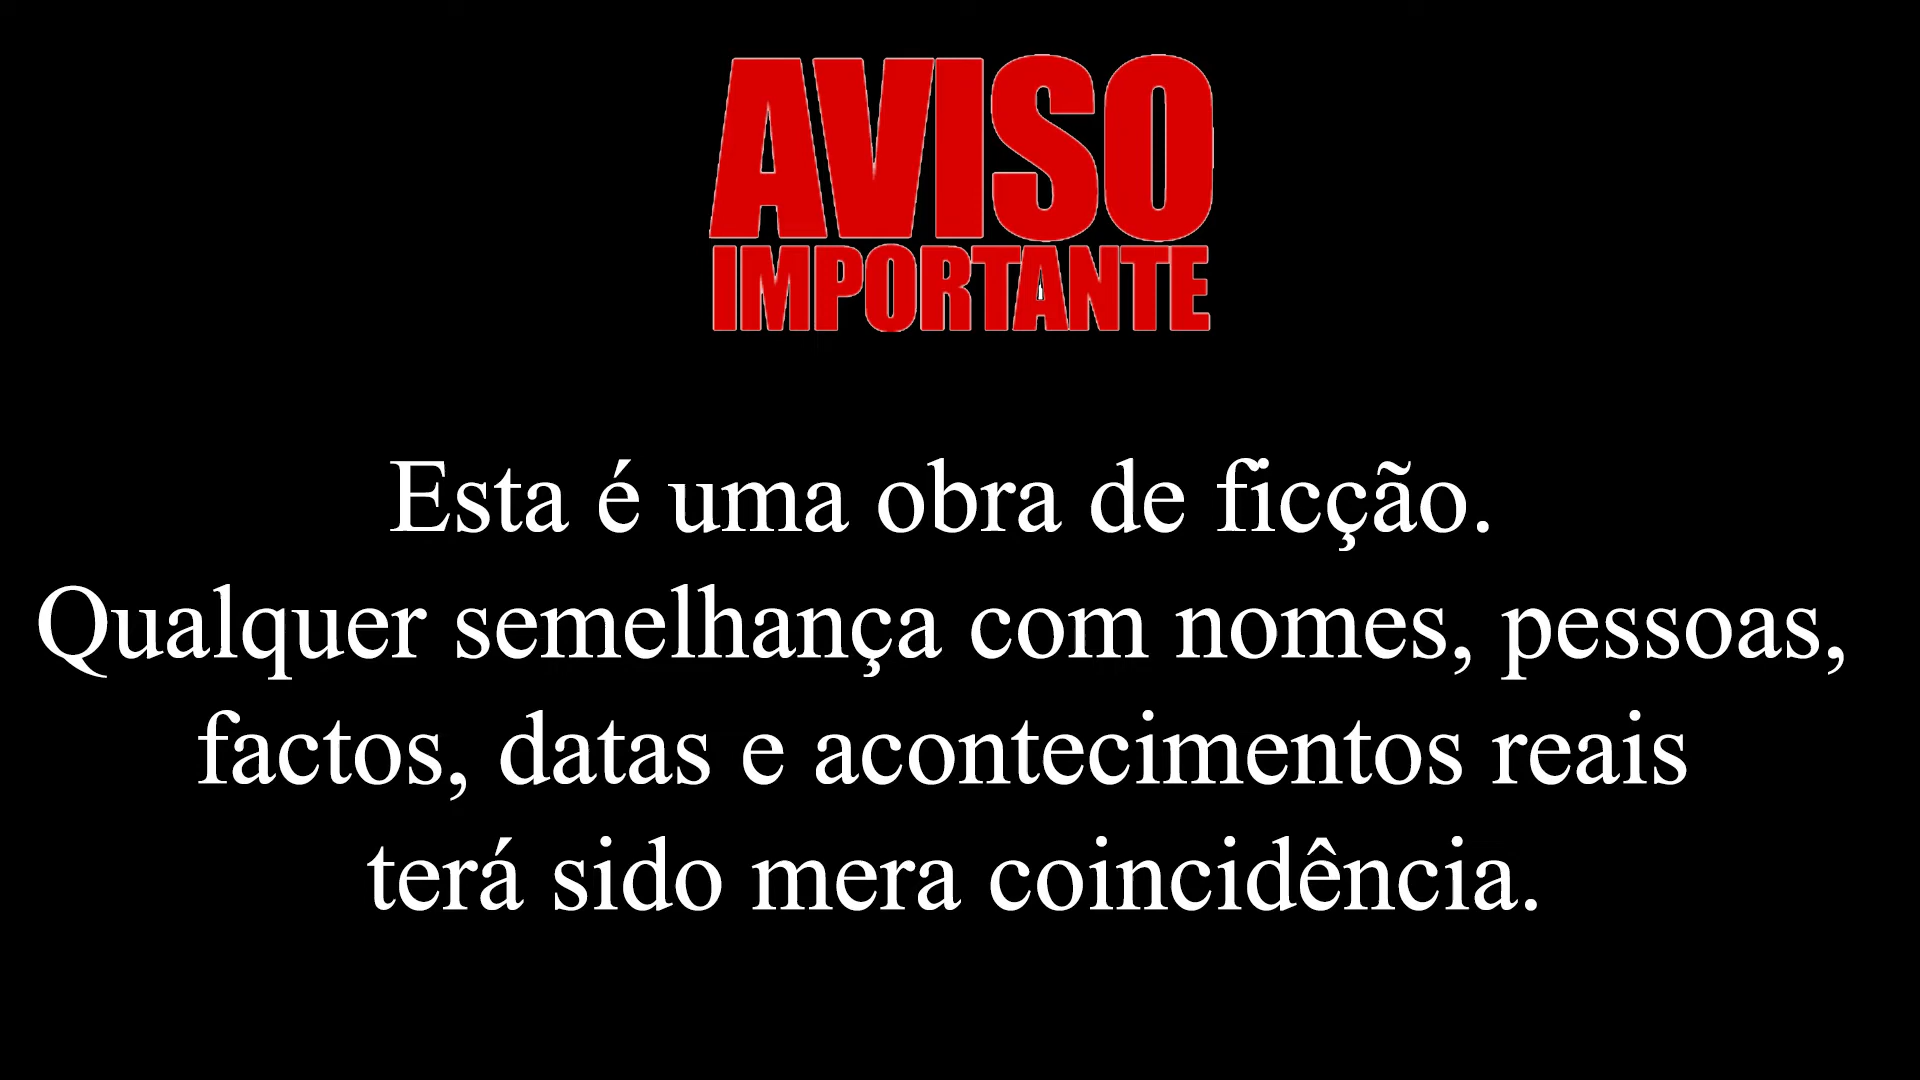 AVISO
IMPORTANTE
Esta é uma obra de ficção.
Qualquer semelhança com nomes, pessoas,
factos, datas e acontecimentos reais
terá sido mera coincidência.